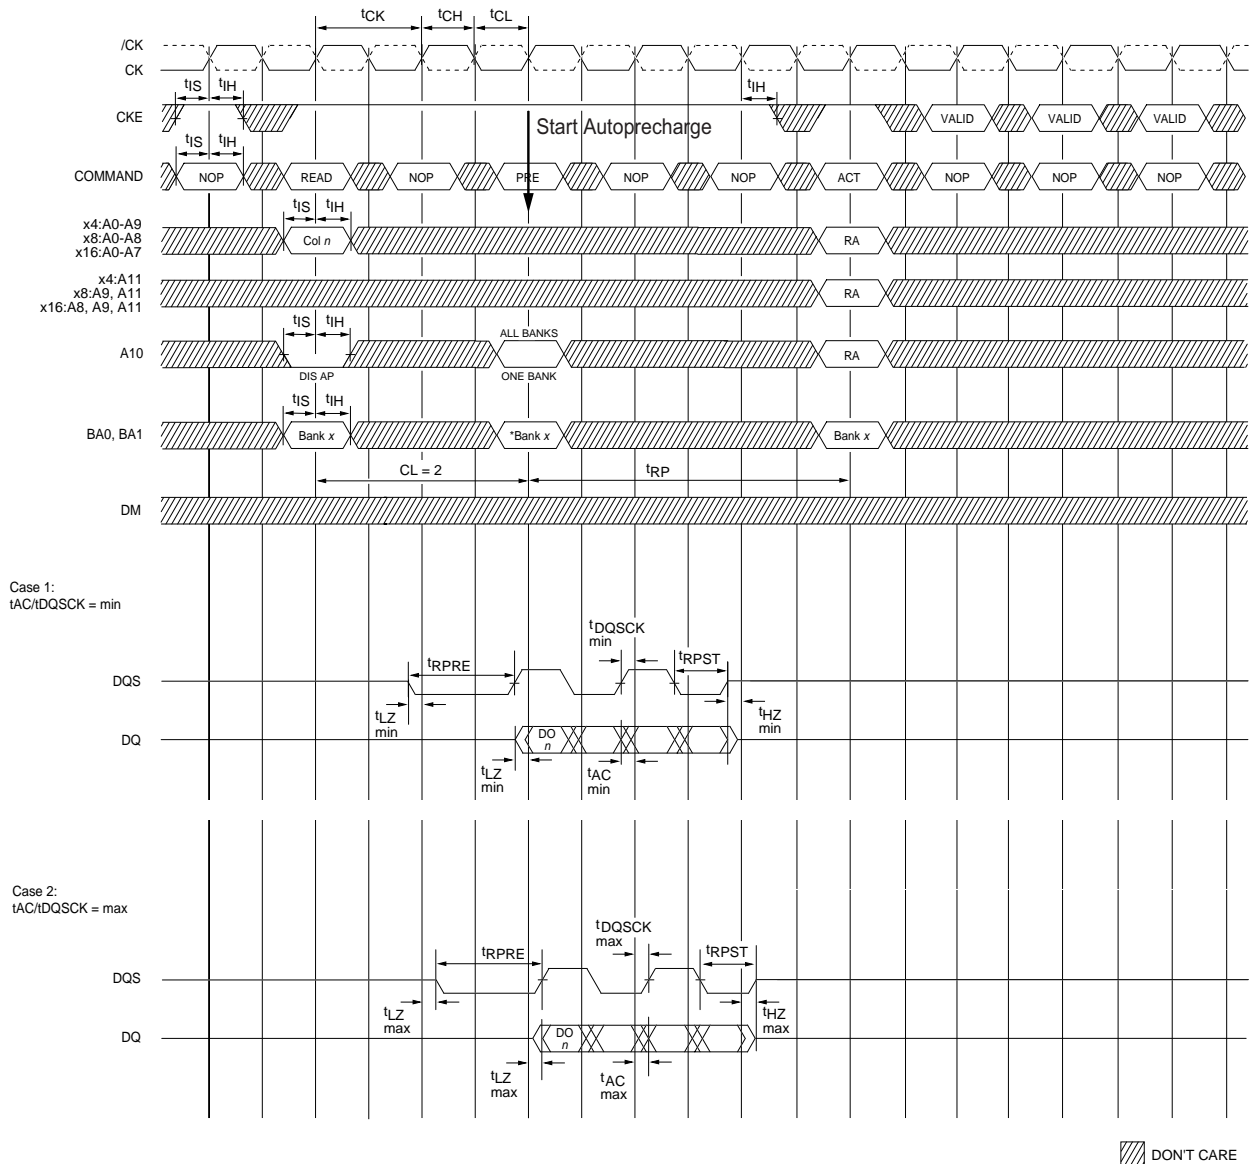 tCK tCH tCL
/CK
CK
tIS tIH tIH
CKE VALID VALID VALID
Start Autoprecharge
tIS tIH
COMMAND NOP READ NOP PRE NOP NOP ACT NOP NOP NOP
tIS tIH
x4:A0-A9
x8:A0-A8
x16:A0-A7
Col n RA
x4:A11
x8:A9, A11
x16:A8, A9, A11
RA
tIS tIH ALL BANKS
A10 RA
DIS AP ONE BANK
tIS tIH
BA0, BA1 Bank x *Bank x Bank x
CL = 2 tRP
DM
Case 1:
tAC/tDQSCK = min
tDQSCK
min
tRPRE tRPST
DQS
tLZ
min
tHZ
min
DQ DO
n
tLZ
min
tAC
min
Case 2:
tAC/tDQSCK = max
tDQSCK
max
tRPRE tRPST
DQS
tLZ
max
tHZ
max
DQ DO
n
tLZ
max
tAC
max
DON'T CARE